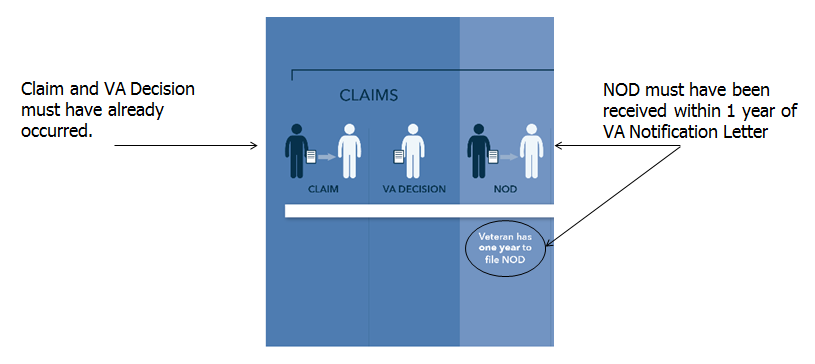 Claim and VA Decision
must have already
occurred.
CLAIMS
CLAIM
VA DECISION
NOD
Veteran has
one year to
file NOD
NOD must have been
received within 1 year of
VA Notification Letter